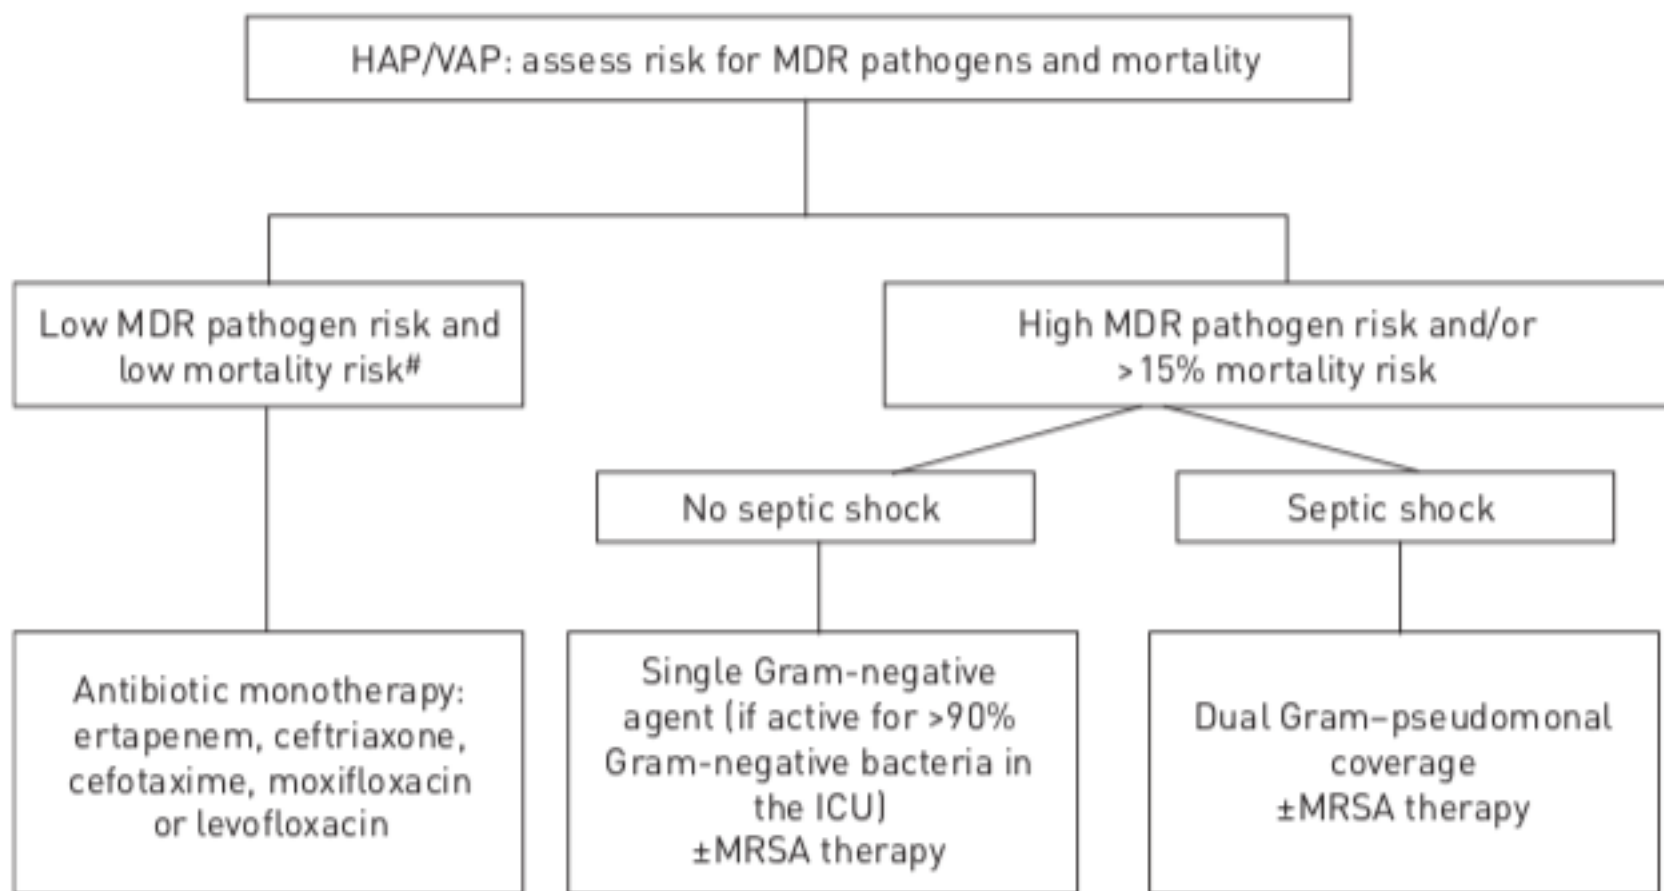 HAP/VAP: assess risk for MDR pathogens and mortality
Low MDR pathogen risk and
low mortality risk#
High MDR pathogen risk and/or
>15% mortality risk
No septic shock
Septic shock
Antibiotic monotherapy:
ertapenem, ceftriaxone,
cefotaxime, moxifloxacin
or levofloxacin
Single Gram-negative
agent (if active for >90%
Gram-negative bacteria in
the ICU)
±MRSA therapy
Dual Gram–pseudomonal
coverage
±MRSA therapy